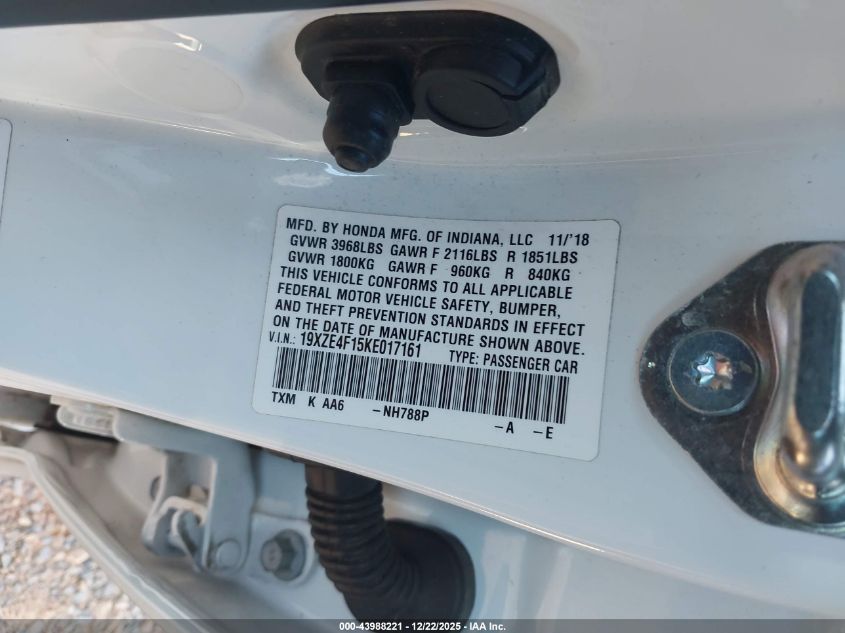 MFD. BY HONDA MFG. OF INDIANA, LLC 11/'18
GVWR 3968LBS GAWR F 2116LBS R 1851LBS
GVWR 1800KG GAWR F 960KG R 840KG
THIS VEHICLE CONFORMS TO ALL APPLICABLE
FEDERAL MOTOR VEHICLE SAFETY, BUMPER,
AND THEFT PREVENTION STANDARDS IN EFFECT
ON THE DATE OF MANUFACTURE SHOWN ABOVE.
V.I.N.: 19XZE4F15KE017161 TYPE: PASSENGER CAR
TXM K AA6 -NH788P -A -E
000-43988221 - 12/22/2025 - IAA Inc.